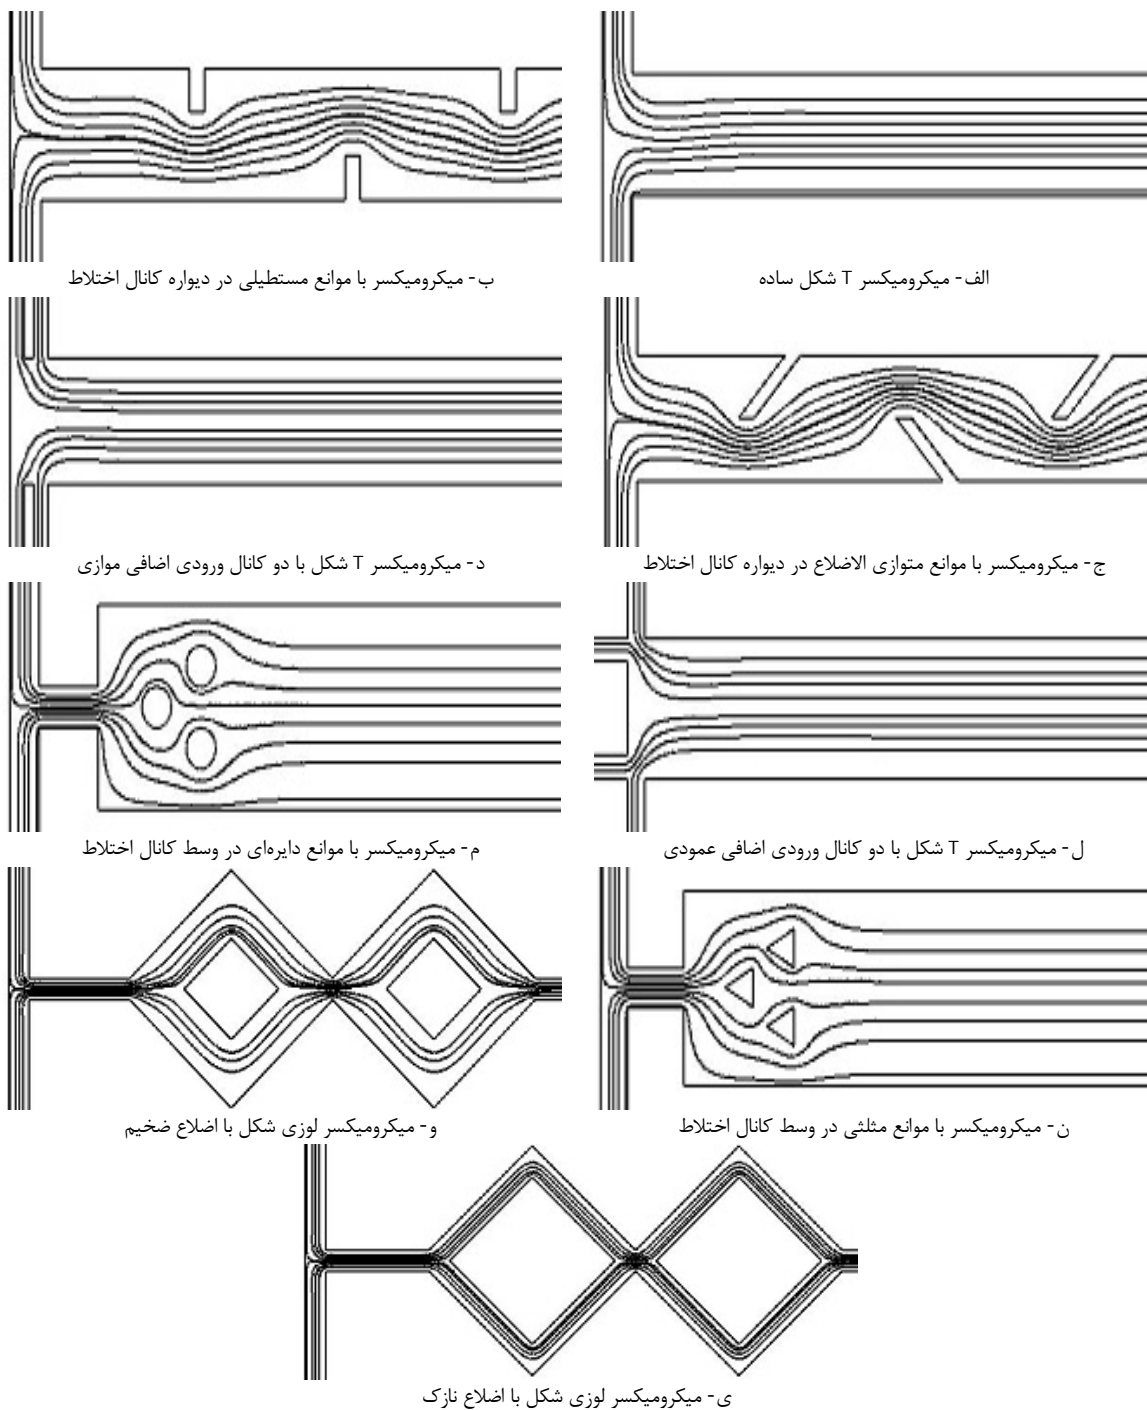 الف- میکرومیکسر T شکل ساده
ب- میکرومیکسر با موانع مستطیلی در دیواره کانال اختلاط
ج- میکرومیکسر با موانع متوازی الاضلاع در دیواره کانال اختلاط
د- میکرومیکسر T شکل با دو کانال ورودی اضافی موازی
ل- میکرومیکسر T شکل با دو کانال ورودی اضافی عمودی
م- میکرومیکسر با موانع دایره‌ای در وسط کانال اختلاط
ن- میکرومیکسر با موانع مثلثی در وسط کانال اختلاط
و- میکرومیکسر لوزی شکل با اضلاع ضخیم
ی- میکرومیکسر لوزی شکل با اضلاع نازک